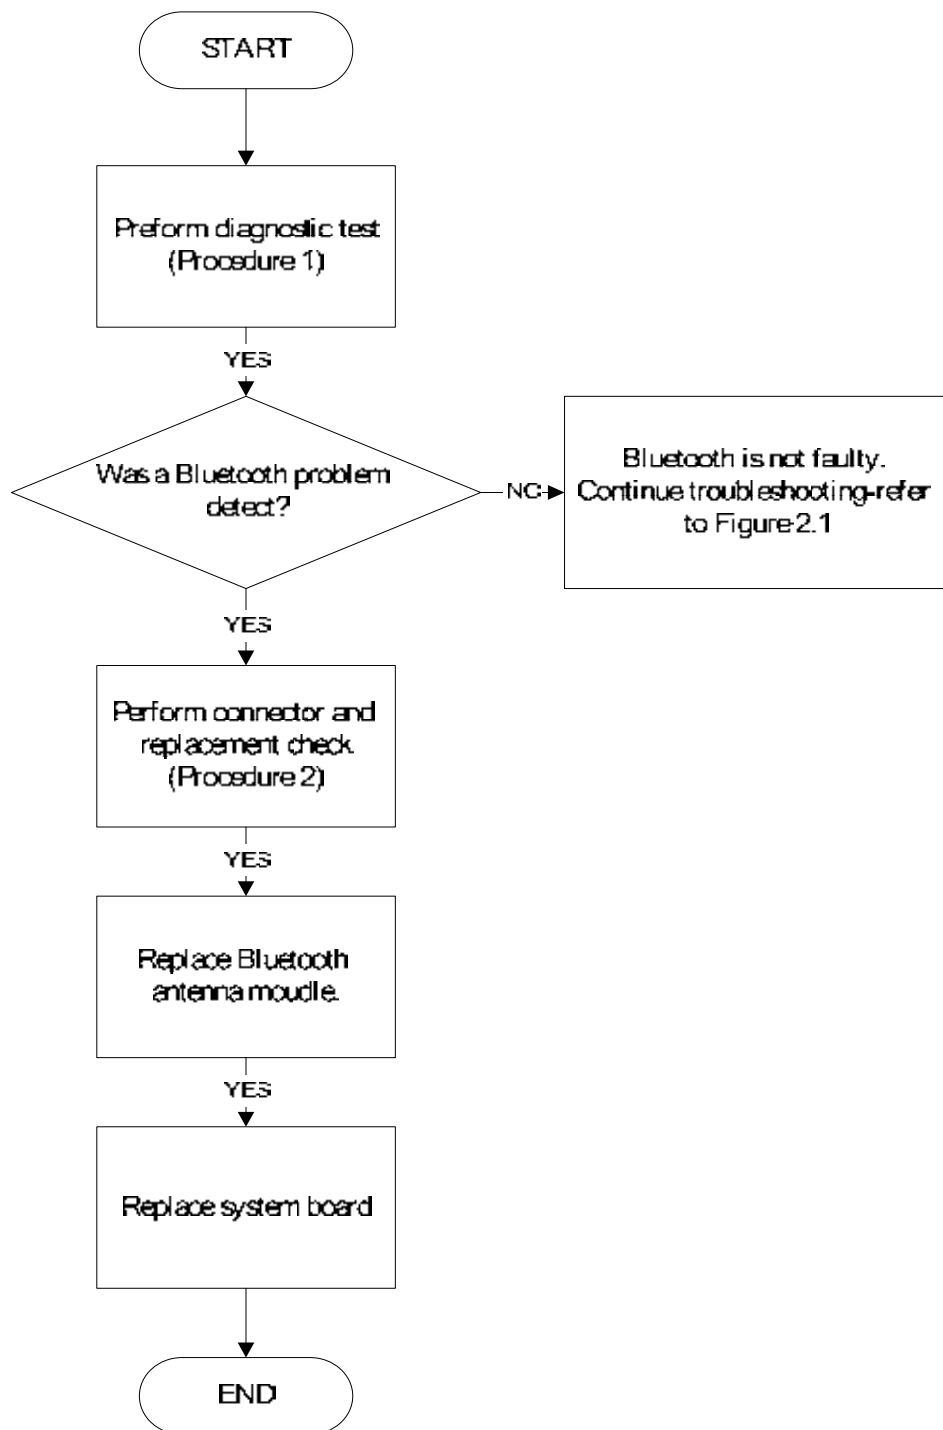 START
Preform diagnostic test
(Procedure 1)
YES
Was a Bluetooth problem
detect?
NO
Bluetooth is not faulty.
Continue troubleshooting-refer
to Figure 2.1
YES
Perform connector and
replacement check.
(Procedure 2)
YES
Replace Bluetooth
antenna moudle.
YES
Replace system board
END